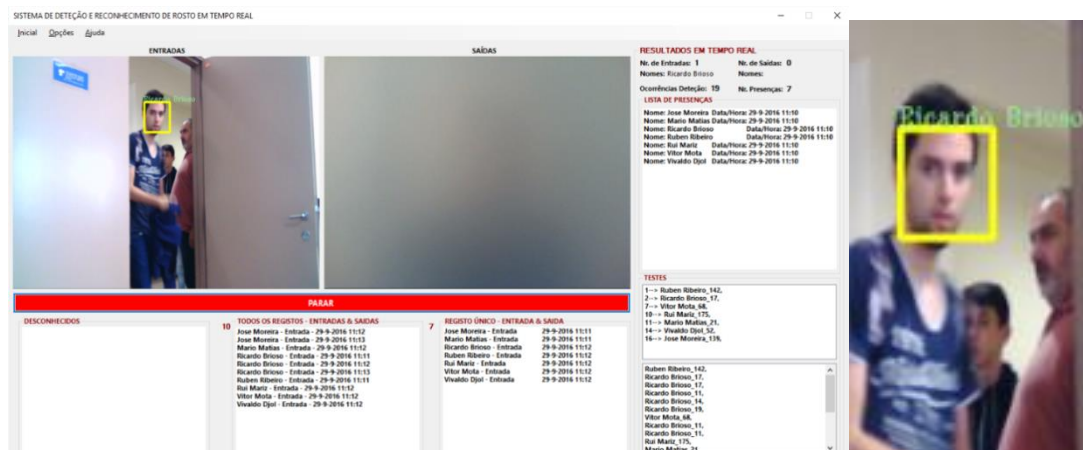 SISTEMA DE DETEÇÃO E RECONHECIMENTO DE ROSTO EM TEMPO REAL
Inicial Opções Ajuda
ENTRADAS
SAÍDAS
Ricardo Brioso
PARAR
RESULTADOS EM TEMPO REAL
Nr. de Entradas: 1 Nr. de Saídas: 0
Nomes: Ricardo Brioso Nomes:
Ocorrências Deteção: 19 Nr. Presenças: 7
LISTA DE PRESENÇAS
Nome: Jose Moreira Data/Hora: 29-9-2016 11:10
Nome: Mario Matias Data/Hora: 29-9-2016 11:10
Nome: Ricardo Brioso Data/Hora: 29-9-2016 11:10
Nome: Ruben Ribeiro Data/Hora: 29-9-2016 11:10
Nome: Rui Mariz Data/Hora: 29-9-2016 11:10
Nome: Vitor Mota Data/Hora: 29-9-2016 11:10
Nome: Vivaldo Djol Data/Hora: 29-9-2016 11:10
TESTES
1--> Ruben Ribeiro_142,
2--> Ricardo Brioso_17,
7--> Vitor Mota_68,
10--> Rui Mariz_175,
11--> Mario Matias_21,
14--> Vivaldo Djol_52,
16--> Jose Moreira_139,
Ruben Ribeiro_142,
Ricardo Brioso_17,
Ricardo Brioso_17,
Ricardo Brioso_11,
Ricardo Brioso_14,
Ricardo Brioso_19,
Vitor Mota_68,
Ricardo Brioso_11,
Ricardo Brioso_11,
Rui Mariz_175,
Mario Matias_21,
DESCONHECIDOS
10 TODOS OS REGISTOS - ENTRADAS & SAIDAS
Jose Moreira - Entrada - 29-9-2016 11:12
Jose Moreira - Entrada - 29-9-2016 11:13
Mario Matias - Entrada - 29-9-2016 11:12
Ricardo Brioso - Entrada - 29-9-2016 11:11
Ricardo Brioso - Entrada - 29-9-2016 11:12
Ricardo Brioso - Entrada - 29-9-2016 11:13
Ruben Ribeiro - Entrada - 29-9-2016 11:11
Rui Mariz - Entrada - 29-9-2016 11:12
Vitor Mota - Entrada - 29-9-2016 11:12
Vivaldo Djol - Entrada - 29-9-2016 11:12
7 REGISTO ÚNICO - ENTRADA & SAIDA
Jose Moreira - Entrada 29-9-2016 11:11
Mario Matias - Entrada 29-9-2016 11:11
Ricardo Brioso - Entrada 29-9-2016 11:12
Ruben Ribeiro - Entrada 29-9-2016 11:12
Rui Mariz - Entrada 29-9-2016 11:12
Vitor Mota - Entrada 29-9-2016 11:12
Vivaldo Djol - Entrada 29-9-2016 11:12
Ricardo Brioso